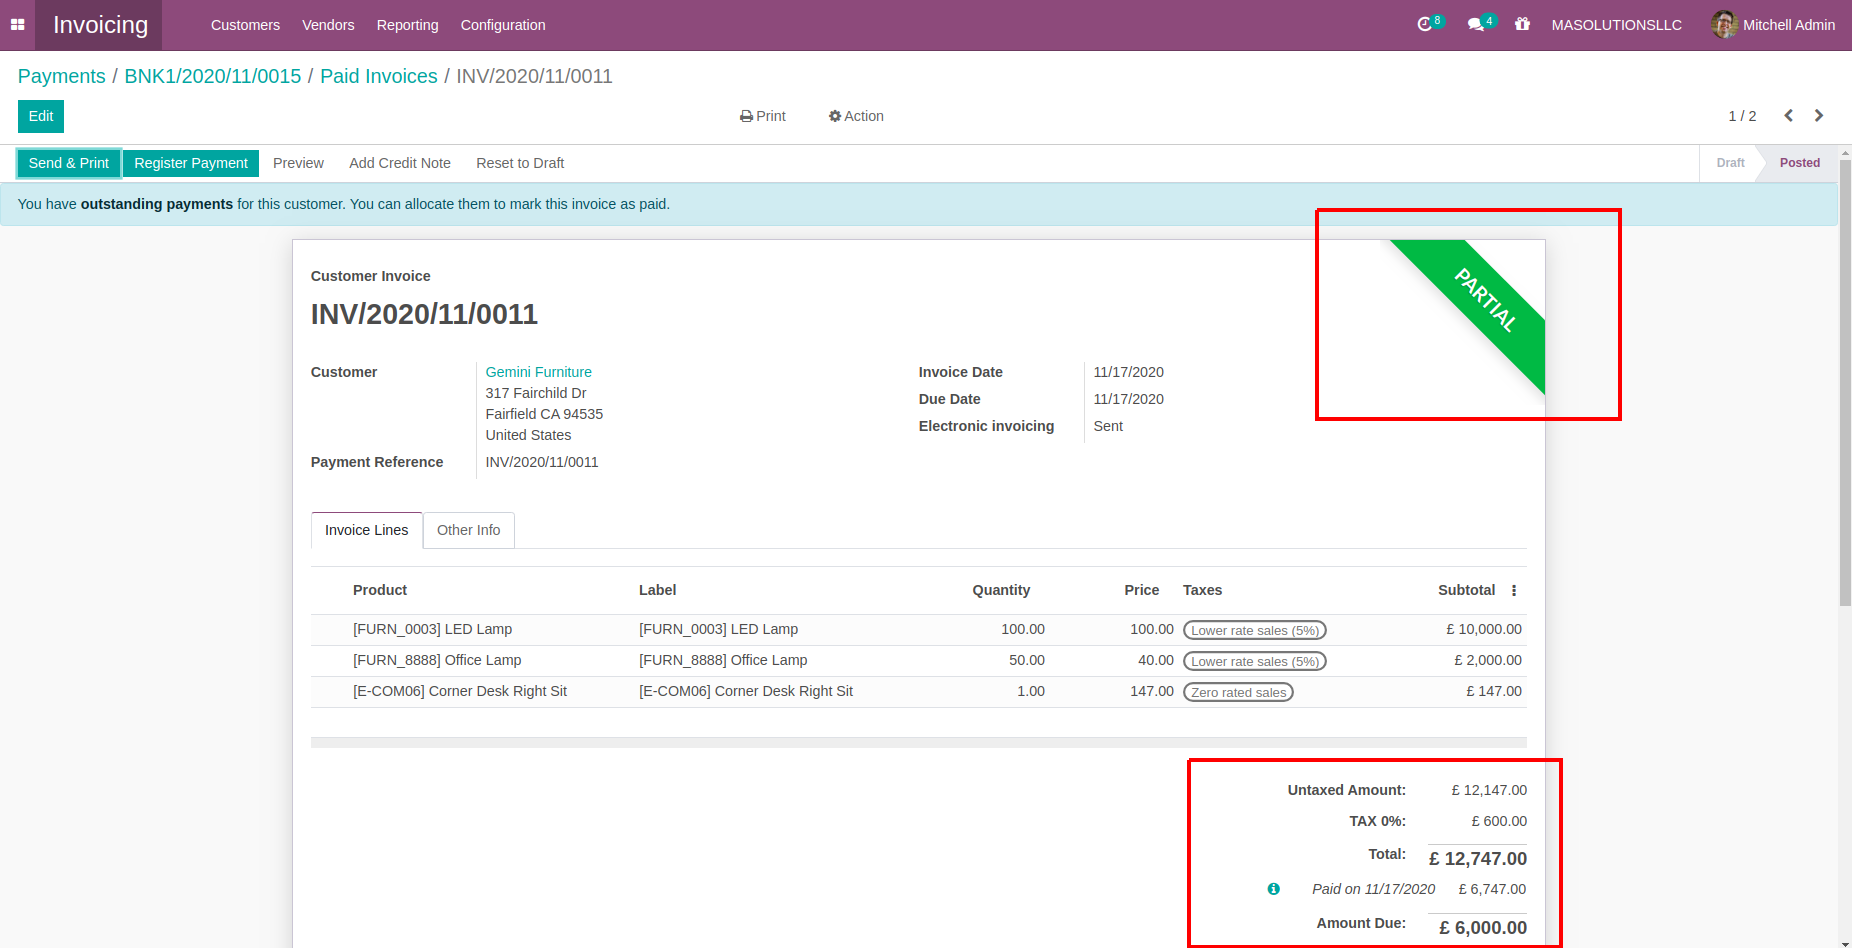 Invoicing Customers Vendors Reporting Configuration 8 4 MASOLUTIONSLLC Mitchell Admin
Payments / BNK1/2020/11/0015 / Paid Invoices / INV/2020/11/0011
Edit Print Action 1 / 2
Send & Print Register Payment Preview Add Credit Note Reset to Draft Draft Posted
You have outstanding payments for this customer. You can allocate them to mark this invoice as paid.
PARTIAL
Customer Invoice
INV/2020/11/0011
Customer Gemini Furniture Invoice Date 11/17/2020
317 Fairchild Dr Due Date 11/17/2020
Fairfield CA 94535 Electronic invoicing Sent
United States
Payment Reference INV/2020/11/0011
Invoice Lines Other Info
Product Label Quantity Price Taxes Subtotal
[FURN_0003] LED Lamp [FURN_0003] LED Lamp 100.00 100.00 Lower rate sales (5%) £ 10,000.00
[FURN_8888] Office Lamp [FURN_8888] Office Lamp 50.00 40.00 Lower rate sales (5%) £ 2,000.00
[E-COM06] Corner Desk Right Sit [E-COM06] Corner Desk Right Sit 1.00 147.00 Zero rated sales £ 147.00
Untaxed Amount: £ 12,147.00
TAX 0%: £ 600.00
Total: £ 12,747.00
Paid on 11/17/2020 £ 6,747.00
Amount Due: £ 6,000.00